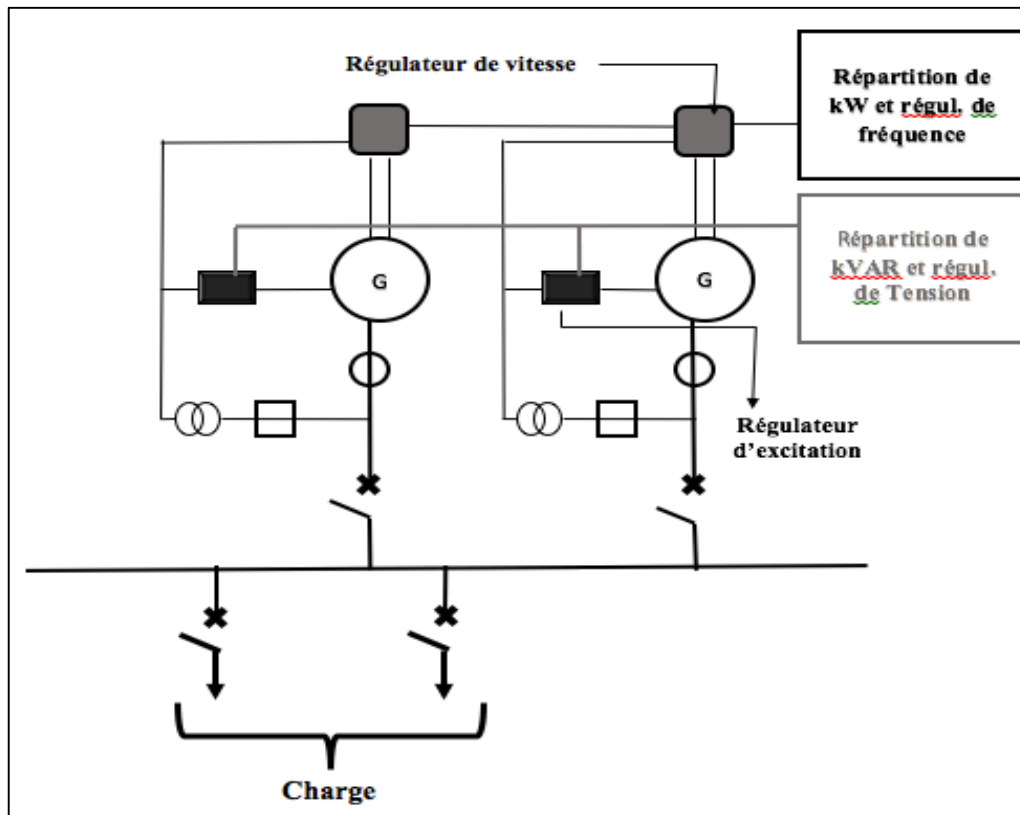 Régulateur de vitesse
Répartition de
kW et régul. de
fréquence
Répartition de
kVAR et régul.
de Tension
G
G
Régulateur
d'excitation
Charge